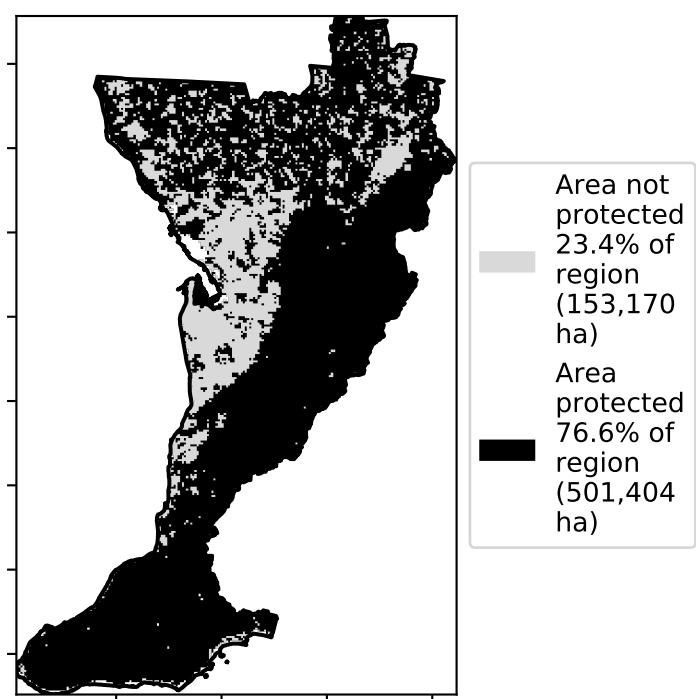 Area not
protected
23.4% of
region
(153,170
ha)
Area
protected
76.6% of
region
(501,404
ha)